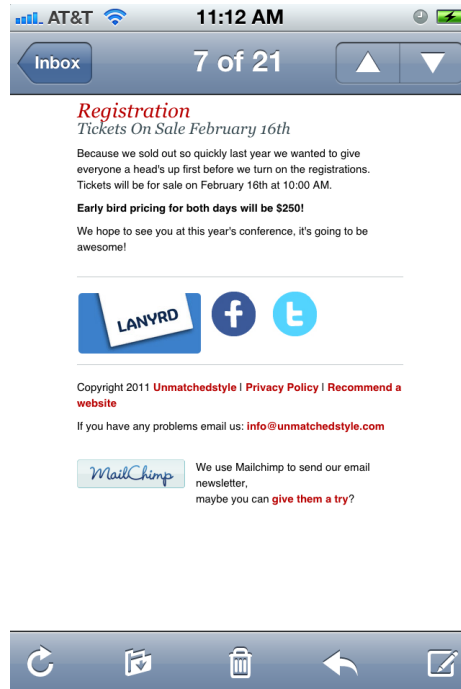 AT&T 11:12 AM
Inbox 7 of 21
Registration
Tickets On Sale February 16th
Because we sold out so quickly last year we wanted to give
everyone a head's up first before we turn on the registrations.
Tickets will be for sale on February 16th at 10:00 AM.
Early bird pricing for both days will be $250!
We hope to see you at this year's conference, it's going to be
awesome!
LANYRD f t
Copyright 2011 Unmatchedstyle | Privacy Policy | Recommend a
website
If you have any problems email us: info@unmatchedstyle.com
MailChimp
We use Mailchimp to send our email
newsletter,
maybe you can give them a try?